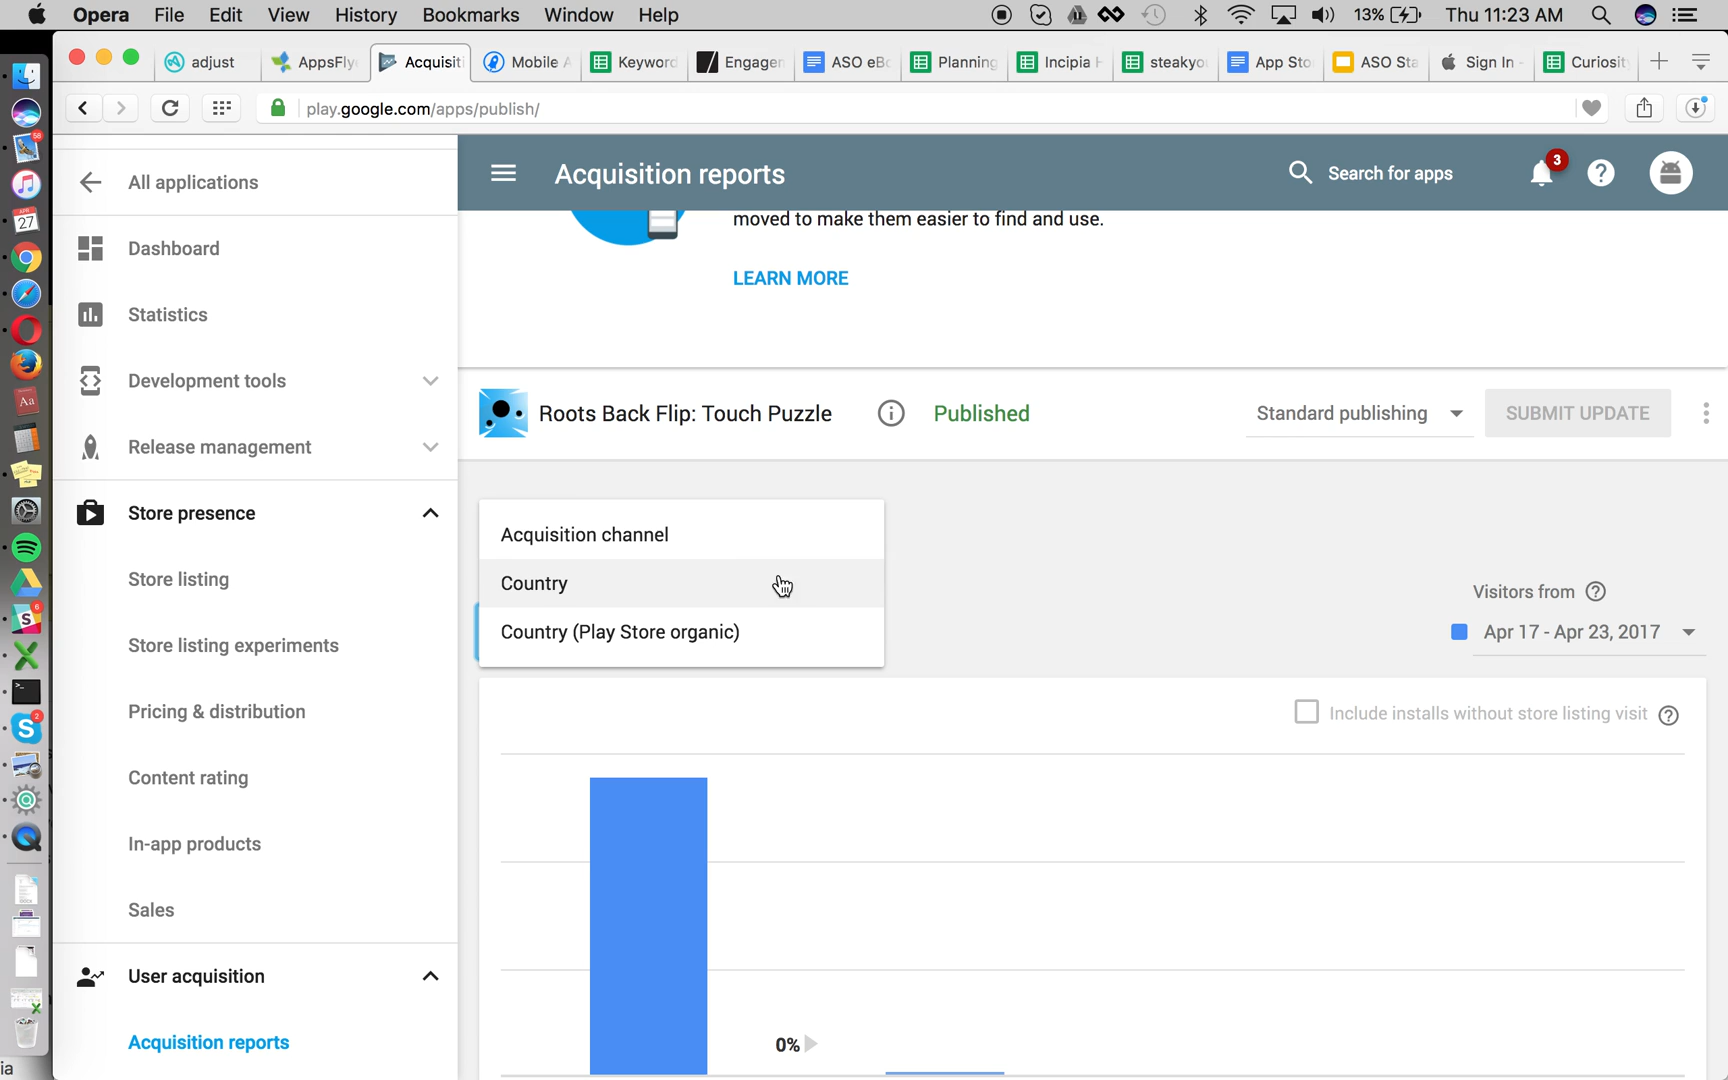 Opera File Edit View History Bookmarks Window Help 13% Thu 11:23 AM
adjust AppsFly Acquisiti Mobile A Keyword Engagem ASO eBo Planning Incipia steakyo App Sto ASO Sta Sign In - Curiosit
play.google.com/apps/publish/
All applications
Dashboard
Statistics
Development tools
Release management
Store presence
Store listing
Store listing experiments
Pricing & distribution
Content rating
In-app products
Sales
User acquisition
Acquisition reports
Acquisition reports
Search for apps
3
moved to make them easier to find and use.
LEARN MORE
Roots Back Flip: Touch Puzzle
Published
Standard publishing
SUBMIT UPDATE
Acquisition channel
Country
Country (Play Store organic)
Visitors from
Apr 17 - Apr 23, 2017
Include installs without store listing visit
0%
ia